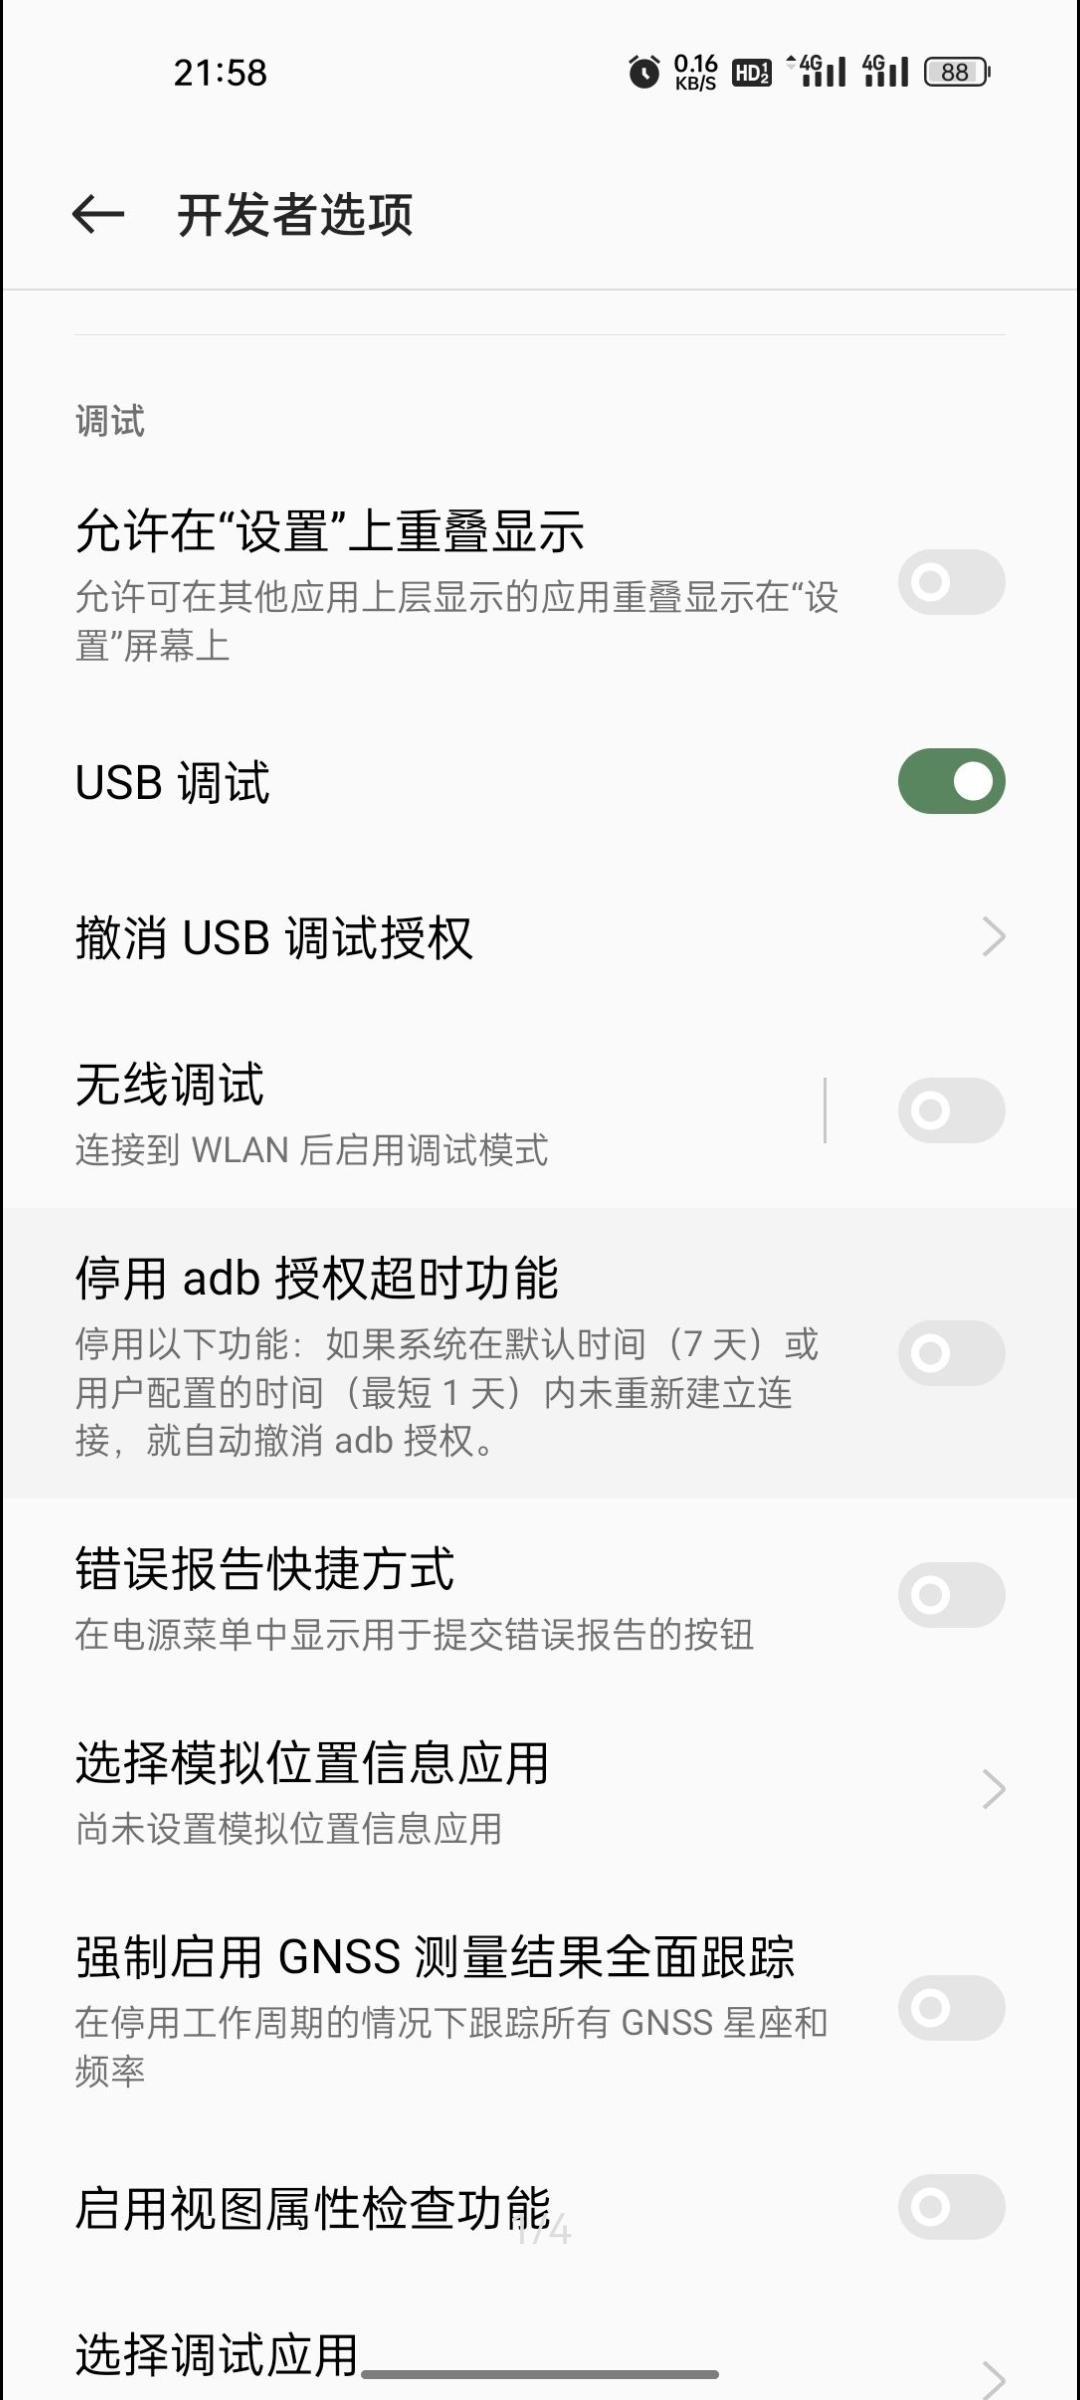 21:58
0.16
KB/S
HD 1 2
4G
4G
88
开发者选项
调试
允许在“设置”上重叠显示
允许可在其他应用上层显示的应用重叠显示在“设
置”屏幕上
USB 调试
撤消 USB 调试授权
无线调试
连接到 WLAN 后启用调试模式
停用 adb 授权超时功能
停用以下功能：如果系统在默认时间（7 天）或
用户配置的时间（最短 1 天）内未重新建立连
接，就自动撤消 adb 授权。
错误报告快捷方式
在电源菜单中显示用于提交错误报告的按钮
选择模拟位置信息应用
尚未设置模拟位置信息应用
强制启用 GNSS 测量结果全面跟踪
在停用工作周期的情况下跟踪所有 GNSS 星座和
频率
启用视图属性检查功能
1/4
选择调试应用